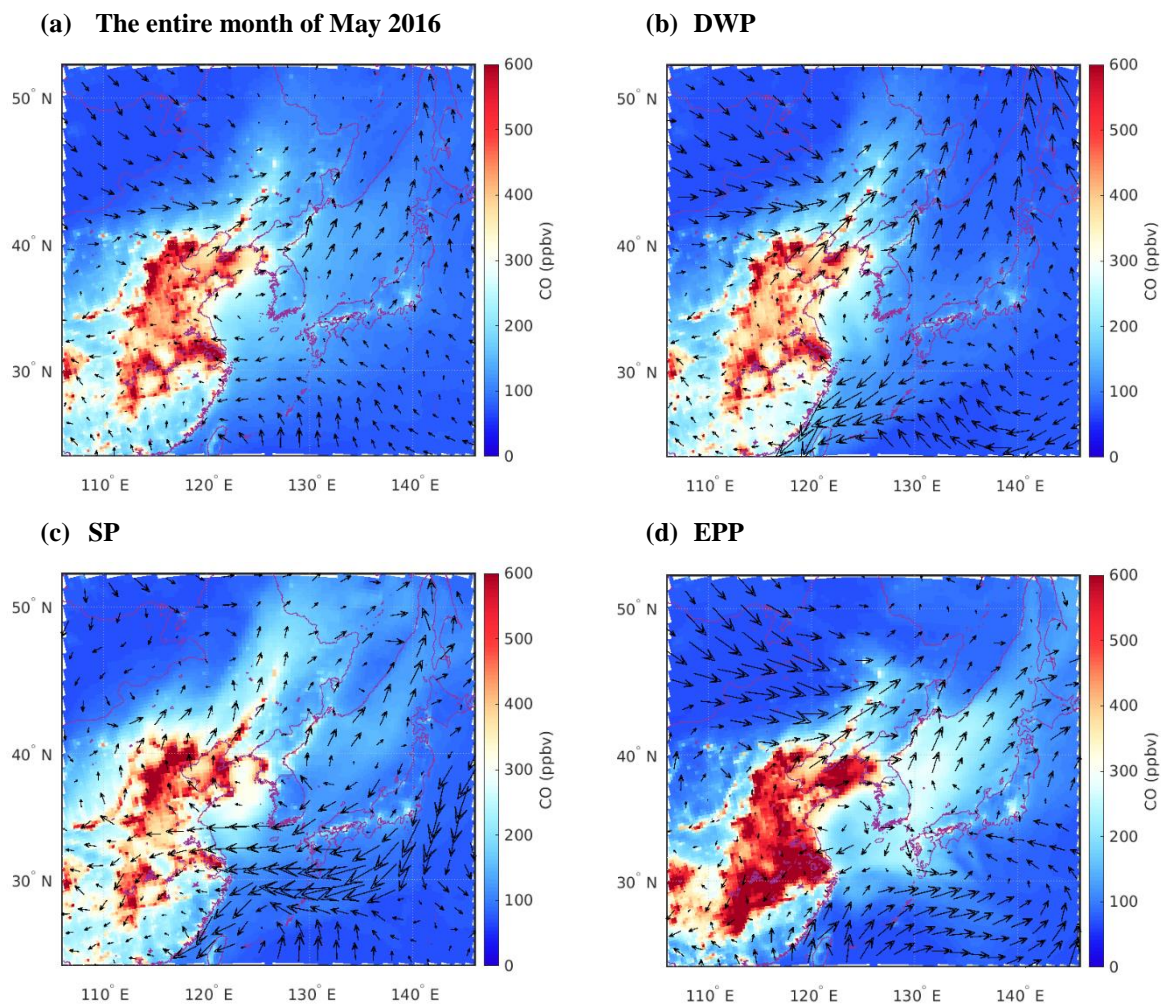 (a) The entire month of May 2016
(b) DWP
600
500
400
300
200
100
0
CO (ppbv)
50° N
40° N
30° N
110° E
120° E
130° E
140° E
600
500
400
300
200
100
0
CO (ppbv)
50° N
40° N
30° N
110° E
120° E
130° E
140° E
(c) SP
(d) EPP
600
500
400
300
200
100
0
CO (ppbv)
50° N
40° N
30° N
110° E
120° E
130° E
140° E
600
500
400
300
200
100
0
CO (ppbv)
50° N
40° N
30° N
110° E
120° E
130° E
140° E